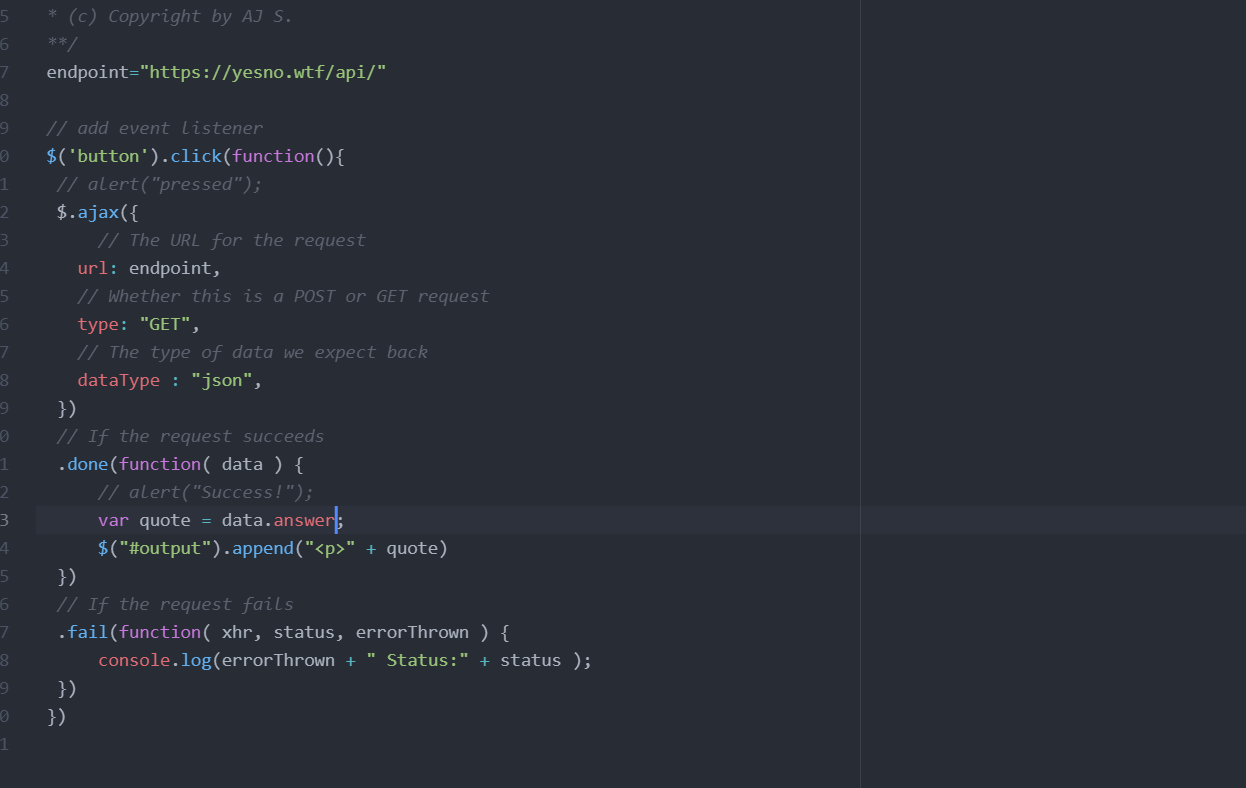 5 * (c) Copyright by AJ S.
6 **/
7 endpoint="https://yesno.wtf/api/"
8
9 // add event listener
0 $('button').click(function(){
1 // alert("pressed");
2 $.ajax({
3 // The URL for the request
4 url: endpoint,
5 // Whether this is a POST or GET request
6 type: "GET",
7 // The type of data we expect back
8 dataType : "json",
9 })
0 // If the request succeeds
1 .done(function( data ) {
2 // alert("Success!");
3 var quote = data.answer;
4 $("#output").append("<p>" + quote)
5 })
6 // If the request fails
7 .fail(function( xhr, status, errorThrown ) {
8 console.log(errorThrown + " Status:" + status );
9 })
0 })
1